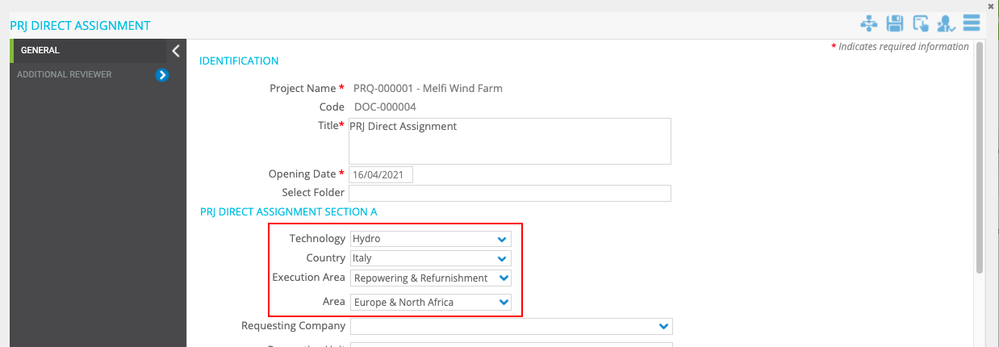 PRJ DIRECT ASSIGNMENT
GENERAL
ADDITIONAL REVIEWER
* Indicates required information
IDENTIFICATION
Project Name * PRQ-000001 - Melfi Wind Farm
Code DOC-000004
Title* PRJ Direct Assignment
Opening Date * 16/04/2021
Select Folder
PRJ DIRECT ASSIGNMENT SECTION A
Technology Hydro
Country Italy
Execution Area Repowering & Refurnishment
Area Europe & North Africa
Requesting Company